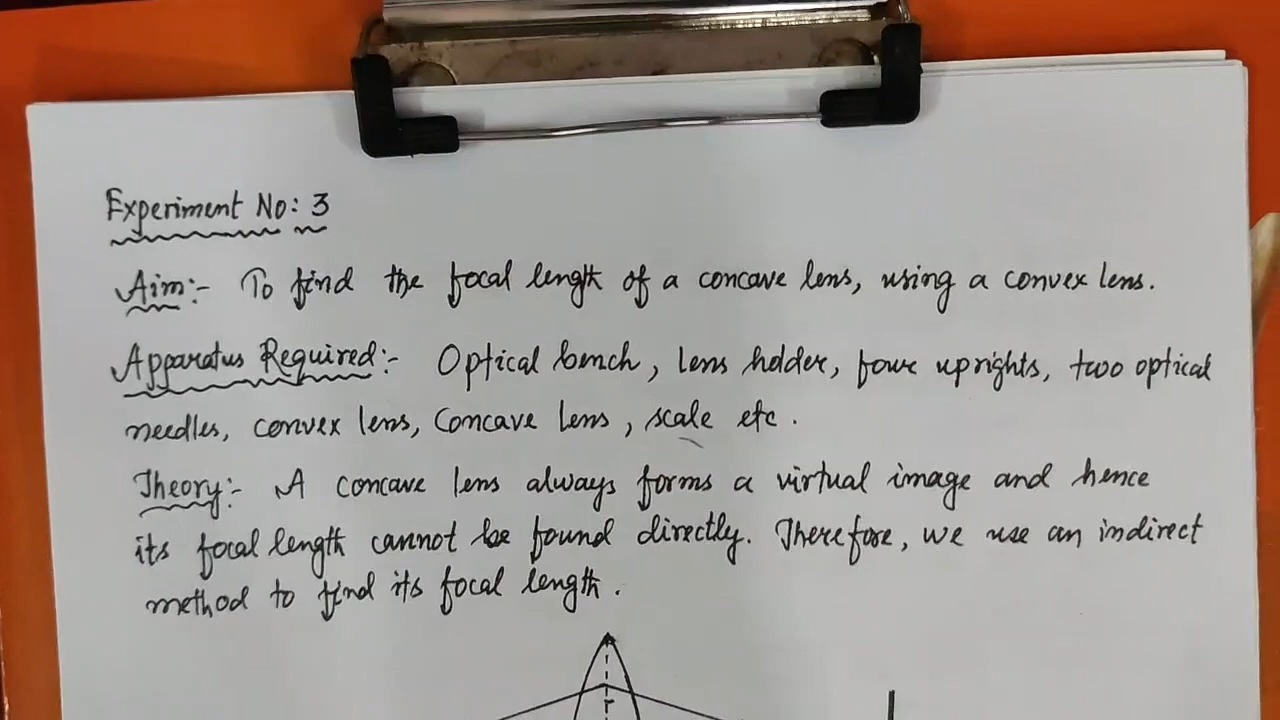 Experiment No: 3
Aim:- To find the focal length of a concave lens, using a convex lens.
Apparatus Required:- Optical bench, lens holder, four uprights, two optical
needles, convex lens, Concave lens, scale etc.
Theory:- A concave lens always forms a virtual image and hence
its focal length cannot be found directly. Therefore, we use an indirect
method to find its focal length.